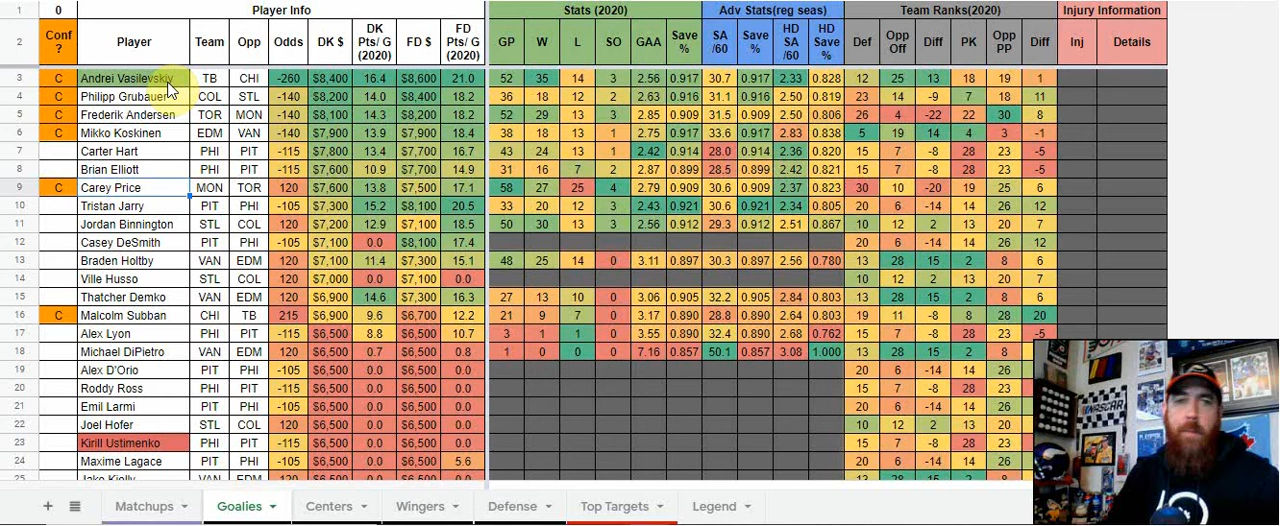 1 0 Player Info Stats (2020) Adv Stats(reg seas) Team Ranks(2020) Injury Information
2 Conf ? Player Team Opp Odds DK $ DK Pts/ G (2020) FD $ FD Pts/ G (2020) GP W L SO GAA Save % SA /60 Save % HD SA /60 HD Save % Def Opp Off Diff PK Opp PP Diff Inj Details
3 C Andrei Vasilevskiy TB CHI -260 $8,400 16.4 $8,600 21.0 52 35 14 3 2.56 0.917 30.7 0.917 2.33 0.828 12 25 13 18 19 1
4 C Philipp Grubauer COL STL -140 $8,200 14.0 $8,400 18.2 36 18 12 2 2.63 0.916 31.1 0.916 2.50 0.819 23 14 -9 7 18 11
5 C Frederik Andersen TOR MON -140 $8,100 14.3 $8,200 18.2 52 29 13 3 2.85 0.909 31.5 0.909 2.50 0.806 26 4 -22 22 30 8
6 C Mikko Koskinen EDM VAN -140 $7,900 13.9 $7,900 18.4 38 18 13 1 2.75 0.917 33.6 0.917 2.83 0.838 5 19 14 4 3 -1
7 Carter Hart PHI PIT -115 $7,800 13.4 $7,700 16.7 43 24 13 1 2.42 0.914 28.0 0.914 2.36 0.820 15 7 -8 28 23 -5
8 Brian Elliott PHI PIT -115 $7,600 10.9 $7,700 14.9 31 16 7 2 2.87 0.899 28.5 0.899 2.42 0.821 15 7 -8 28 23 -5
9 C Carey Price MON TOR 120 $7,600 13.8 $7,500 17.1 58 27 25 4 2.79 0.909 30.6 0.909 2.37 0.823 30 10 -20 19 25 6
10 Tristan Jarry PIT PHI -105 $7,300 15.2 $8,100 20.5 33 20 12 3 2.43 0.921 30.6 0.921 2.34 0.805 20 6 -14 14 26 12
11 Jordan Binnington STL COL 120 $7,200 12.9 $7,100 18.5 50 30 13 3 2.56 0.912 29.3 0.912 2.51 0.867 10 12 2 13 20 7
12 Casey DeSmith PIT PHI -105 $7,100 0.0 $8,100 17.4 20 6 -14 14 26 12
13 Braden Holtby VAN EDM 120 $7,100 11.4 $7,300 15.1 48 25 14 0 3.11 0.897 30.3 0.897 2.56 0.780 13 28 15 2 8 6
14 Ville Husso STL COL 120 $7,000 0.0 $7,100 0.0 10 12 2 13 20 7
15 Thatcher Demko VAN EDM 120 $6,900 14.6 $7,300 16.3 27 13 10 0 3.06 0.905 32.2 0.905 2.84 0.803 13 28 15 2 8 6
16 C Malcolm Subban CHI TB 215 $6,900 9.6 $6,700 12.2 21 9 7 0 3.17 0.890 28.8 0.890 2.64 0.803 19 11 -8 8 28 20
17 Alex Lyon PHI PIT -115 $6,500 8.8 $6,500 10.7 3 1 1 0 3.55 0.890 32.4 0.890 2.68 0.762 15 7 -8 28 23 -5
18 Michael DiPietro VAN EDM 120 $6,500 0.7 $6,500 0.8 1 0 0 0 7.16 0.857 50.1 0.857 3.08 1.000 13 28 15 2 8
19 Alex D'Orio PIT PHI -105 $6,500 0.0 $6,500 0.0 20 6 -14 14 26
20 Roddy Ross PHI PIT -115 $6,500 0.0 $6,500 0.0 15 7 -8 28 23
21 Emil Larmi PIT PHI -105 $6,500 0.0 $6,500 0.0 20 6 -14 14 26
22 Joel Hofer STL COL 120 $6,500 0.0 $6,500 0.0 10 12 2 13 20
23 Kirill Ustimenko PHI PIT -115 $6,500 0.0 $6,500 0.0 15 7 -8 28 23
24 Maxime Lagace PIT PHI -105 $6,500 0.0 $6,500 5.6 20 6 -14 14 26
Matchups Goalies Centers Wingers Defense Top Targets Legend
NASCAR